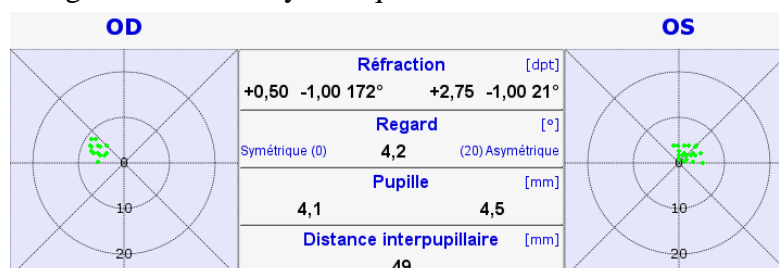 OD OS
Réfraction [dpt]
+0,50 -1,00 172° +2,75 -1,00 21°
Regard [°]
Symétrique (0) 4,2 (20) Asymétrique
Pupille [mm]
4,1 4,5
Distance interpupillaire [mm]
49
0 0
10 10
20 20